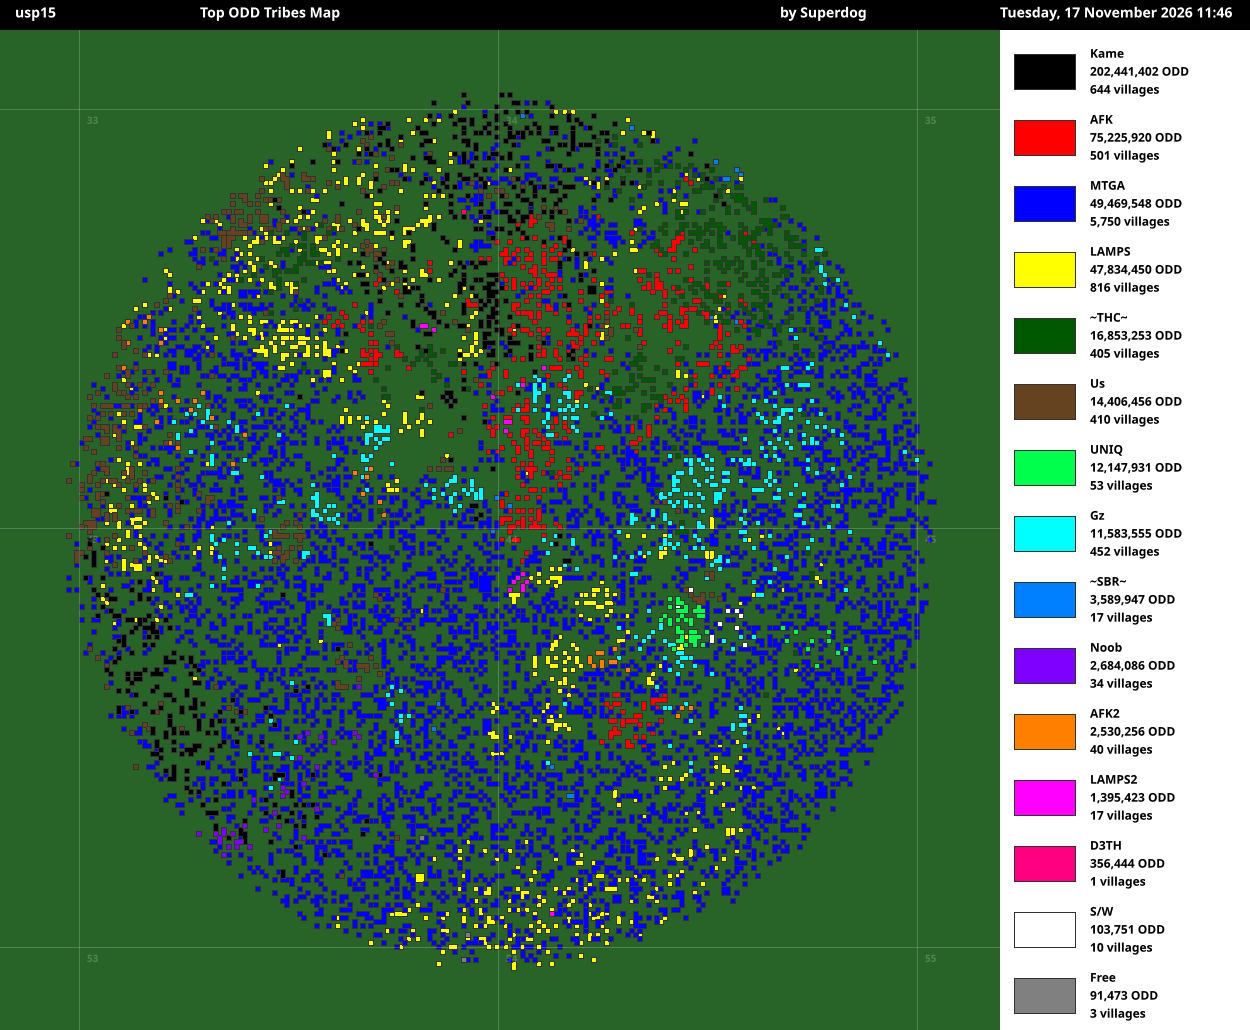 usp15 Top ODD Tribes Map by Superdog Tuesday, 17 November 2026 11:46
Kame
202,441,402 ODD
644 villages
AFK
75,225,920 ODD
501 villages
MTGA
49,469,548 ODD
5,750 villages
LAMPS
47,834,450 ODD
816 villages
~THC~
16,853,253 ODD
405 villages
Us
14,406,456 ODD
410 villages
UNIQ
12,147,931 ODD
53 villages
Gz
11,583,555 ODD
452 villages
~SBR~
3,589,947 ODD
17 villages
Noob
2,684,086 ODD
34 villages
AFK2
2,530,256 ODD
40 villages
LAMPS2
1,395,423 ODD
17 villages
D3TH
356,444 ODD
1 villages
S/W
103,751 ODD
10 villages
Free
91,473 ODD
3 villages
33 34 35
53 55